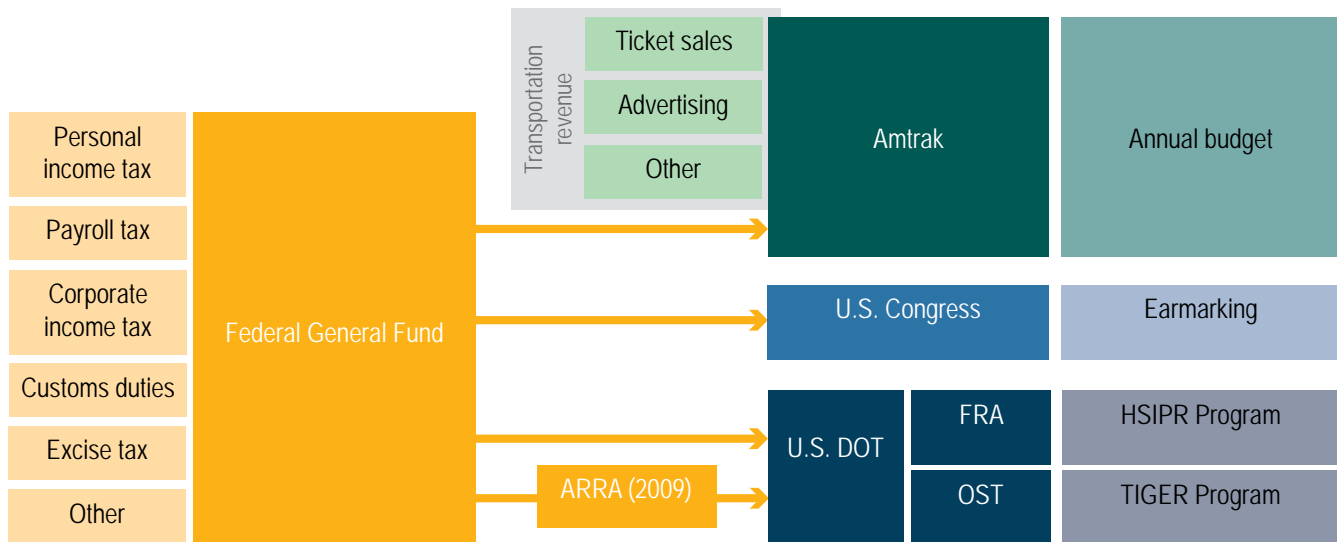 Personal
income tax
Payroll tax
Corporate
income tax
Customs duties
Excise tax
Other
Federal General Fund
Transportation
revenue
Ticket sales
Advertising
Other
ARRA (2009)
Amtrak
Annual budget
U.S. Congress
Earmarking
U.S. DOT
FRA
HSIPR Program
OST
TIGER Program